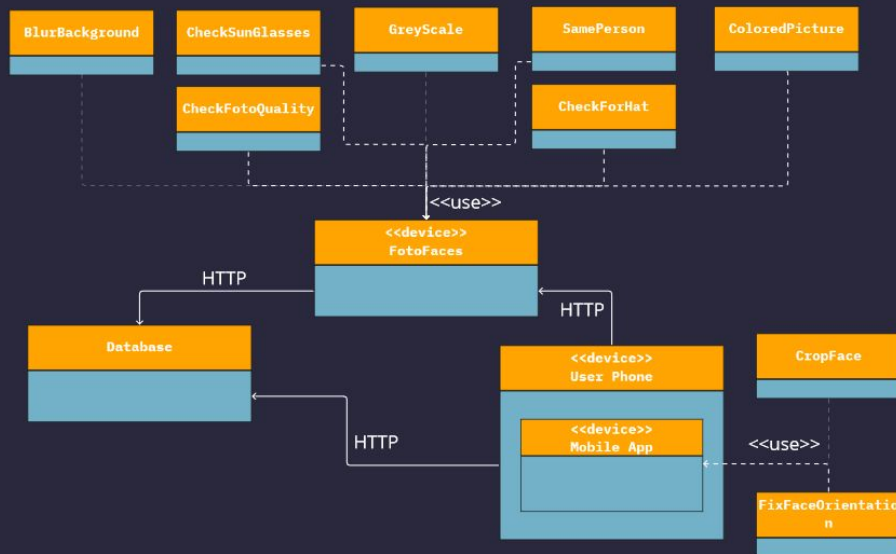 BlurBackground
CheckSunGlasses
GreyScale
SamePerson
ColoredPicture
CheckFotoQuality
CheckForHat
<<use>>
<<device>>
FotoFaces
HTTP
HTTP
Database
<<device>>
User Phone
CropFace
<<device>>
Mobile App
HTTP
<<use>>
FixFaceOrientatio
n